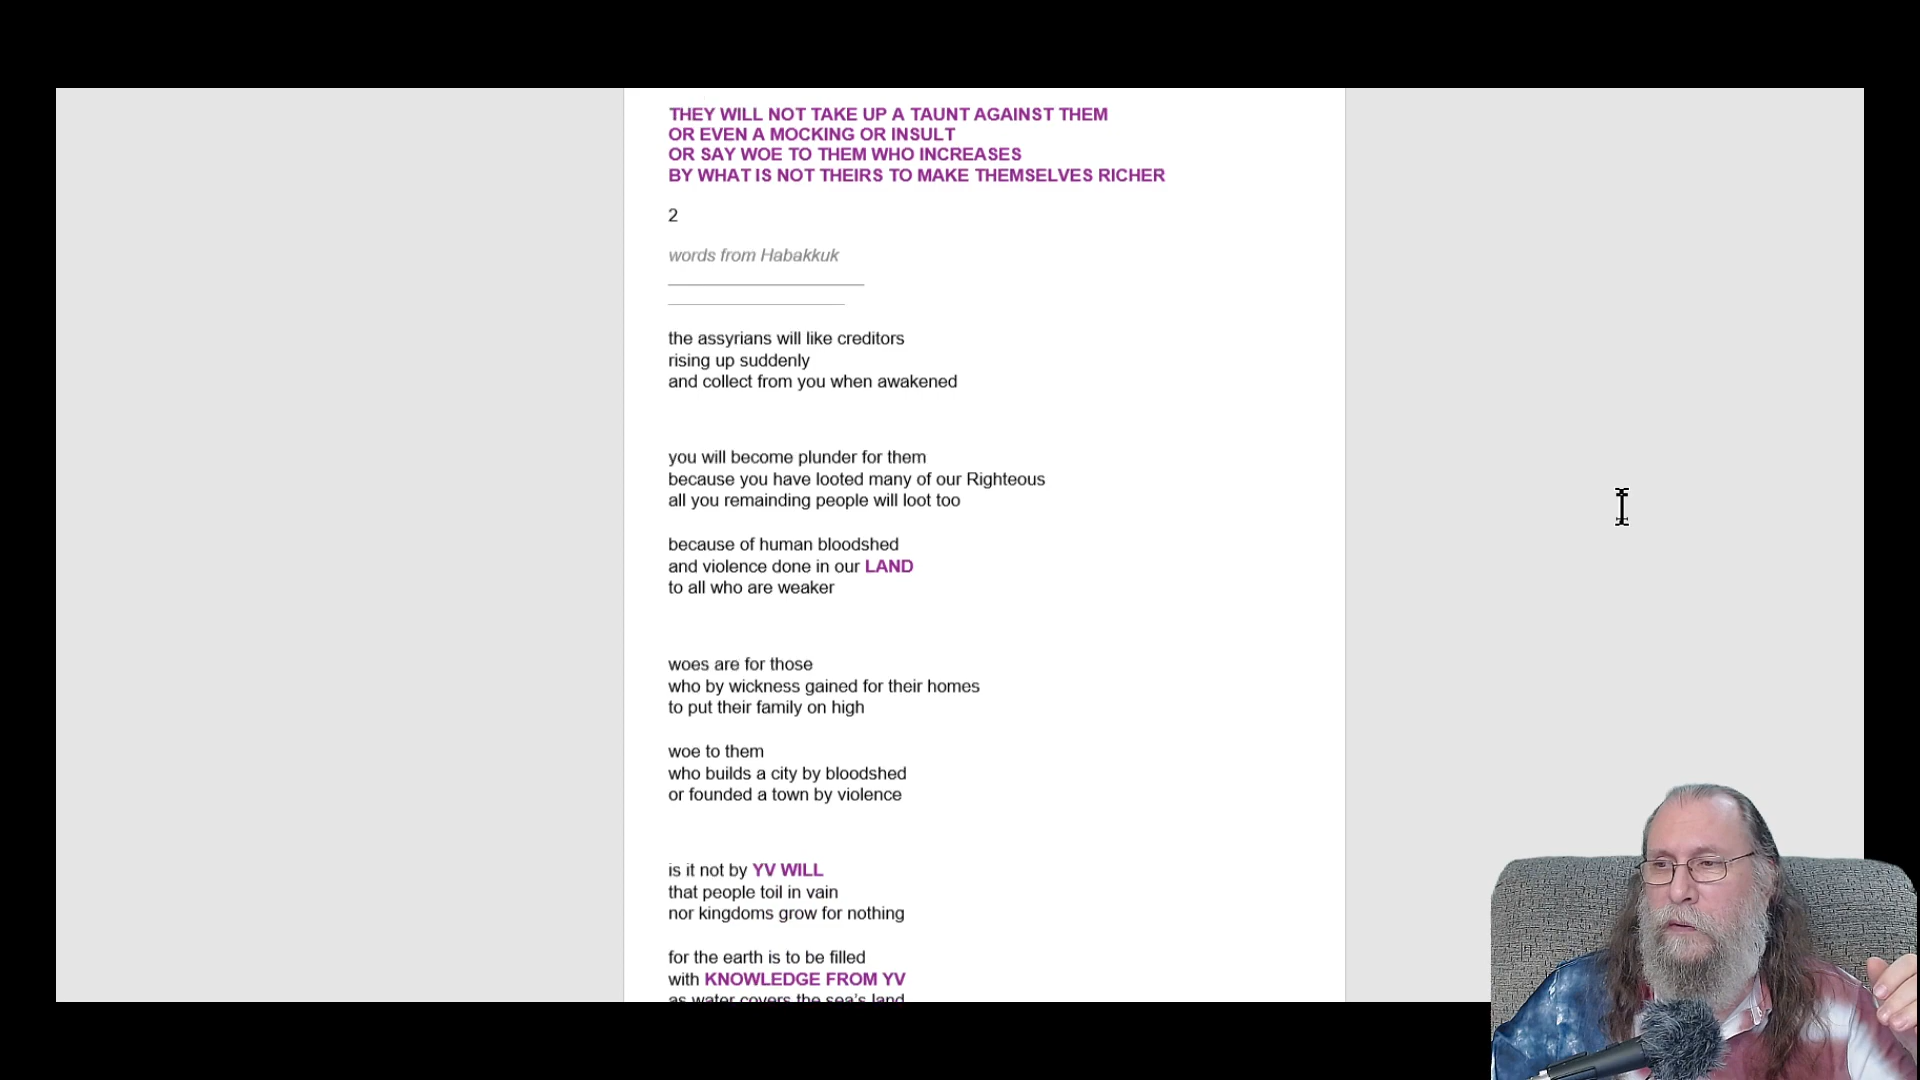 THEY WILL NOT TAKE UP A TAUNT AGAINST THEM
OR EVEN A MOCKING OR INSULT
OR SAY WOE TO THEM WHO INCREASES
BY WHAT IS NOT THEIRS TO MAKE THEMSELVES RICHER
2
words from Habakkuk
the assyrians will like creditors
rising up suddenly
and collect from you when awakened
you will become plunder for them
because you have looted many of our Righteous
all you remainding people will loot too
because of human bloodshed
and violence done in our LAND
to all who are weaker
woes are for those
who by wickness gained for their homes
to put their family on high
woe to them
who builds a city by bloodshed
or founded a town by violence
is it not by YV WILL
that people toil in vain
nor kingdoms grow for nothing
for the earth is to be filled
with KNOWLEDGE FROM YV
as water covers the sea's land